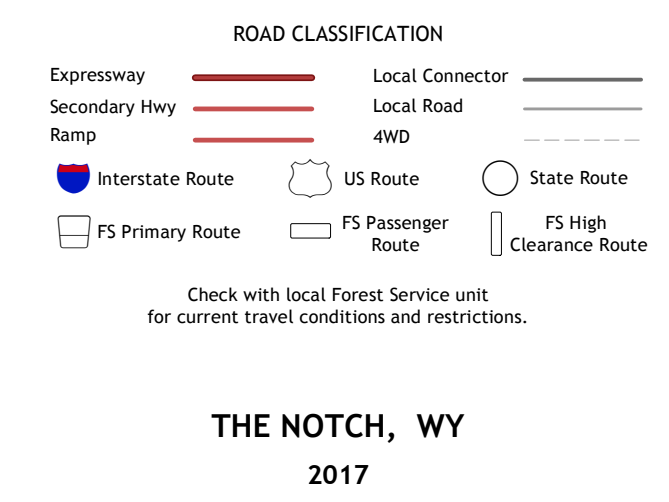 ROAD CLASSIFICATION
Expressway
Local Connector
Secondary Hwy
Local Road
Ramp
4WD
Interstate Route
US Route
State Route
FS Primary Route
FS Passenger
Route
FS High
Clearance Route
Check with local Forest Service unit
for current travel conditions and restrictions.
THE NOTCH, WY
2017